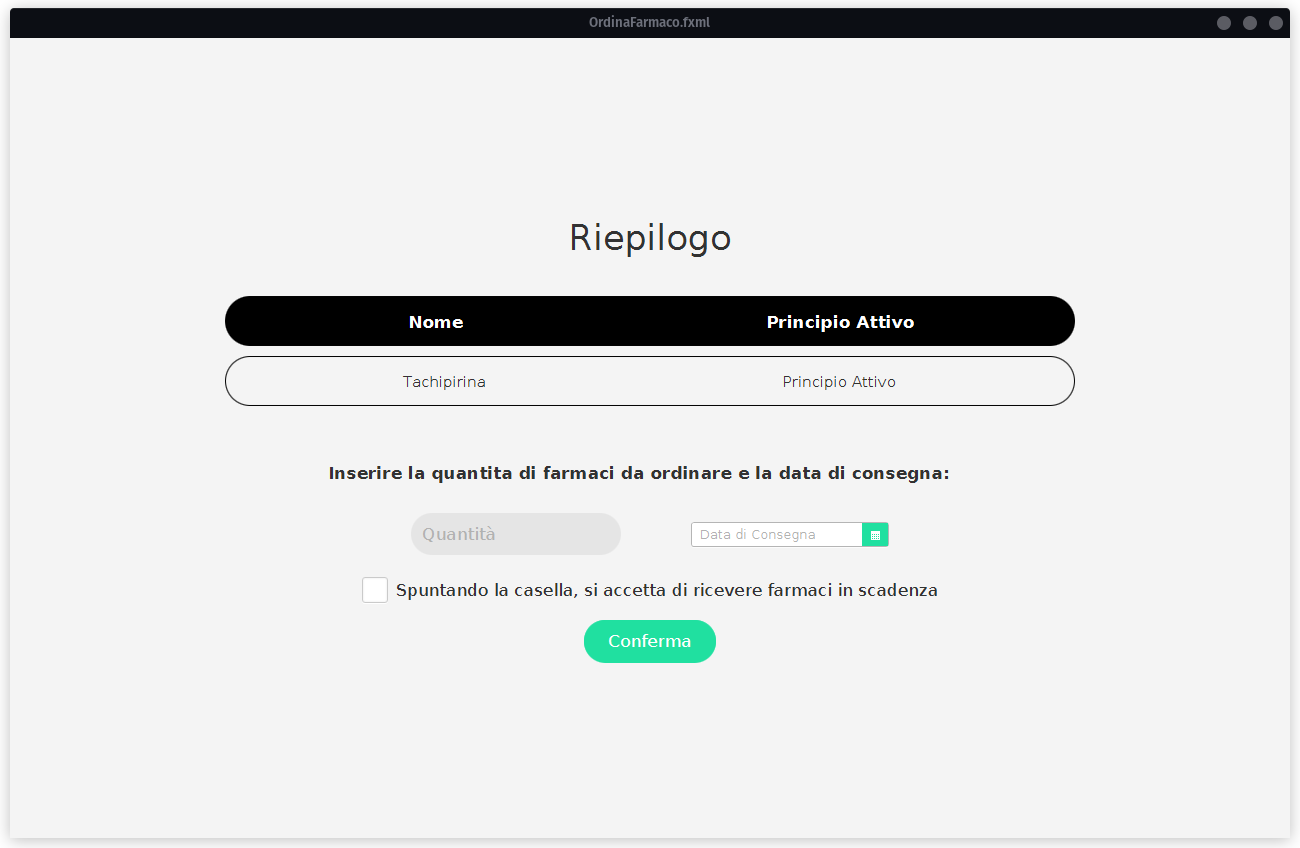 OrdinaFarmaco.fxml
Riepilogo
Nome Principio Attivo
Tachipirina Principio Attivo
Inserire la quantita di farmaci da ordinare e la data di consegna:
Quantità Data di Consegna
Spuntando la casella, si accetta di ricevere farmaci in scadenza
Conferma